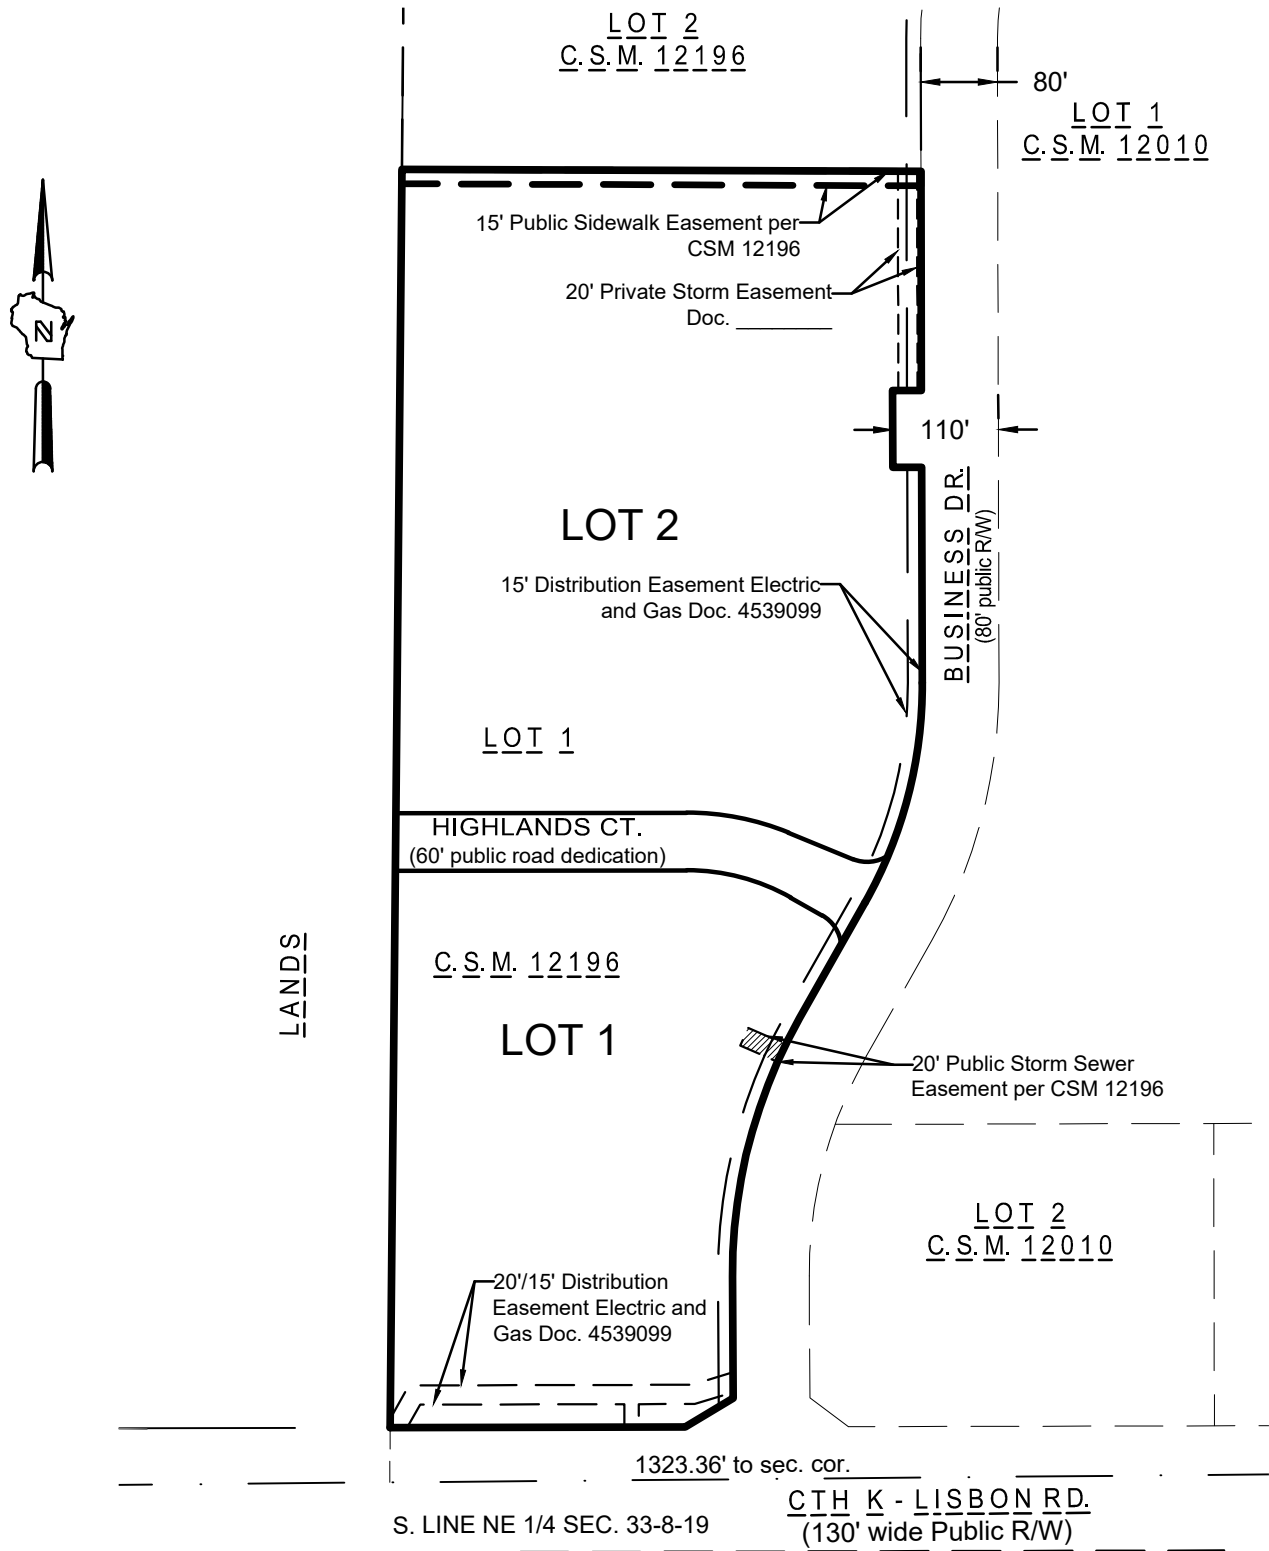 LOT 2
C.S.M. 12196
80'
LOT 1
C.S.M. 12010
15' Public Sidewalk Easement per
CSM 12196
20' Private Storm Easement
Doc. ________
N
110'
BUSINESS DR.
(80' public R/W)
LOT 2
15' Distribution Easement Electric
and Gas Doc. 4539099
LOT 1
HIGHLANDS CT.
(60' public road dedication)
LANDS
C.S.M. 12196
LOT 1
20' Public Storm Sewer
Easement per CSM 12196
LOT 2
C.S.M. 12010
20'/15' Distribution
Easement Electric and
Gas Doc. 4539099
1323.36' to sec. cor.
CTH K - LISBON RD.
(130' wide Public R/W)
S. LINE NE 1/4 SEC. 33-8-19